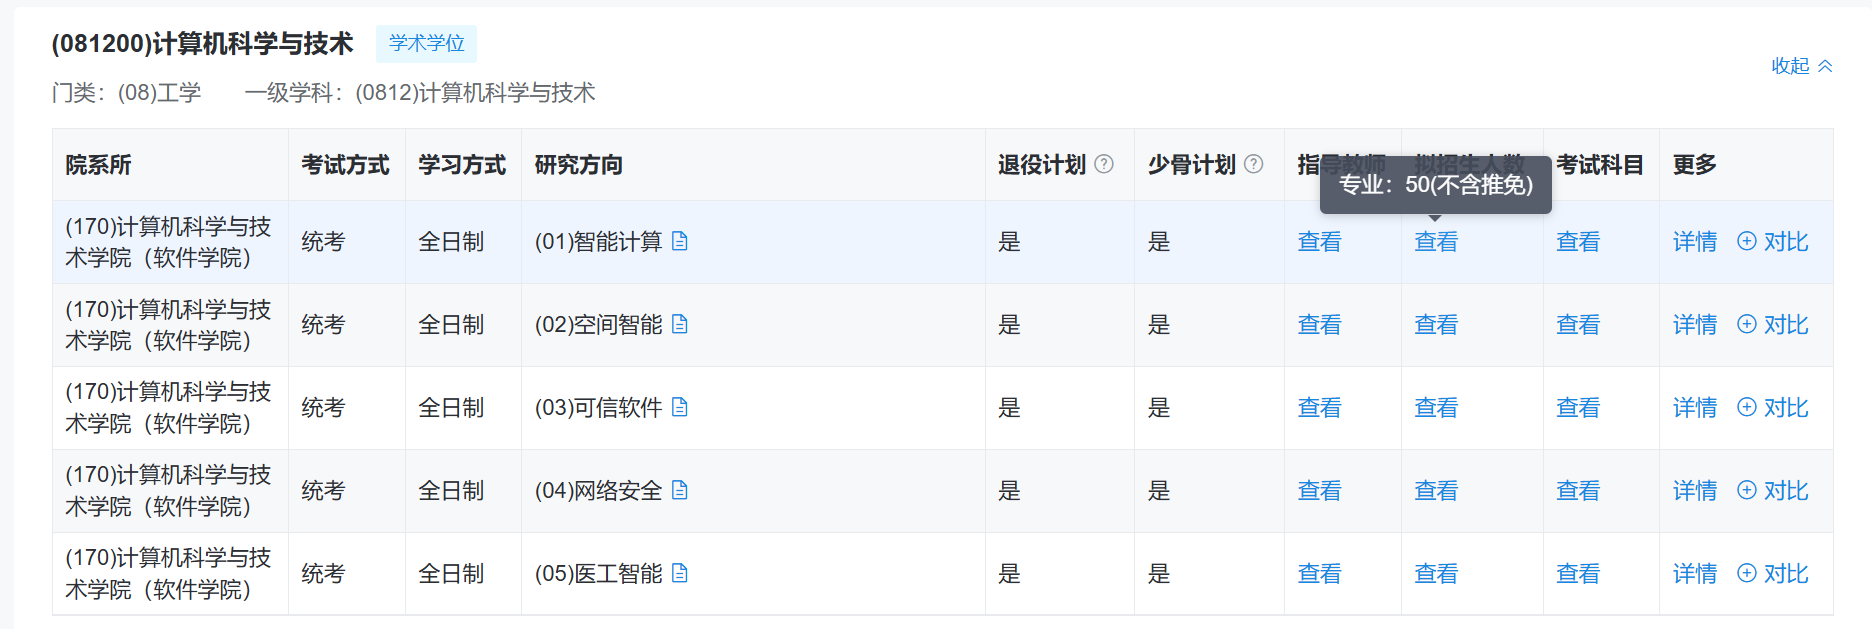 (081200)计算机科学与技术 学术学位
收起
门类：(08)工学 一级学科：(0812)计算机科学与技术
院系所 考试方式 学习方式 研究方向 退役计划 少骨计划 指导教师 拟招生人数 考试科目 更多
专业：50(不含推免)
(170)计算机科学与技
术学院（软件学院） 统考 全日制 (01)智能计算 是 是 查看 查看 查看 详情 对比
(170)计算机科学与技
术学院（软件学院） 统考 全日制 (02)空间智能 是 是 查看 查看 查看 详情 对比
(170)计算机科学与技
术学院（软件学院） 统考 全日制 (03)可信软件 是 是 查看 查看 查看 详情 对比
(170)计算机科学与技
术学院（软件学院） 统考 全日制 (04)网络安全 是 是 查看 查看 查看 详情 对比
(170)计算机科学与技
术学院（软件学院） 统考 全日制 (05)医工智能 是 是 查看 查看 查看 详情 对比